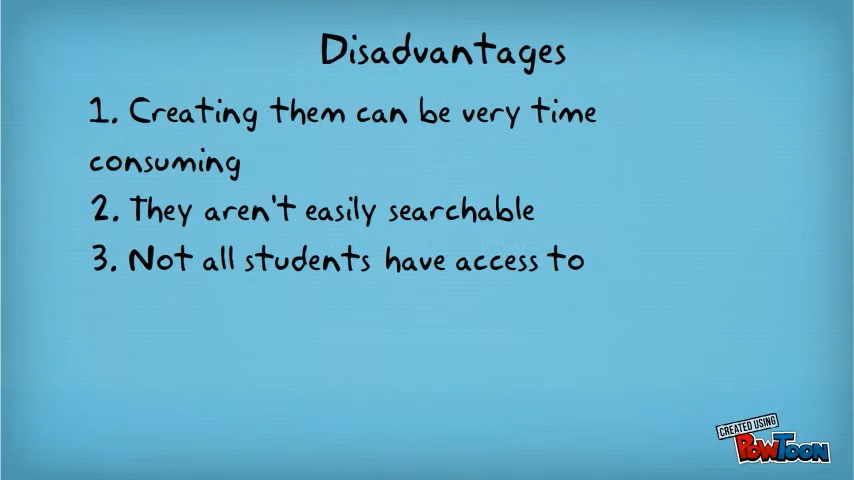 Disadvantages
1. Creating them can be very time
consuming
2. They aren't easily searchable
3. Not all students have access to
CREATED USING
POWTOON